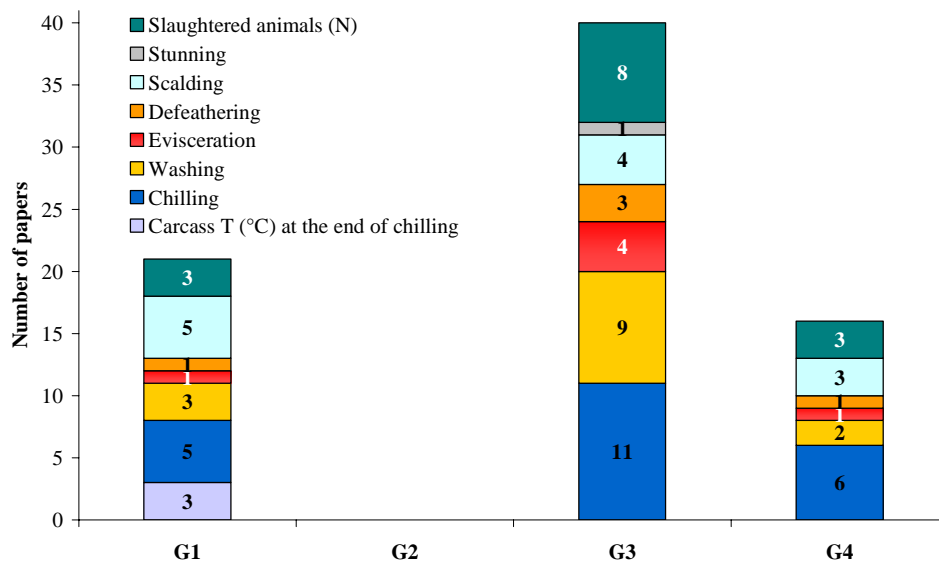 Number of papers
40
35
30
25
20
15
10
5
0
Slaughtered animals (N)
Stunning
Scalding
Defeathering
Evisceration
Washing
Chilling
Carcass T (°C) at the end of chilling
3
5
1
1
3
5
3
8
1
4
3
4
9
11
3
3
1
1
2
6
G1 G2 G3 G4